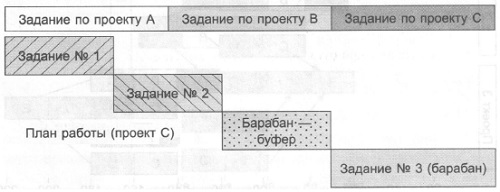 Задание по проекту A Задание по проекту B Задание по проекту C
Задание № 1
Задание № 2
План работы (проект C)
Барабан —
буфер
Задание № 3 (барабан)